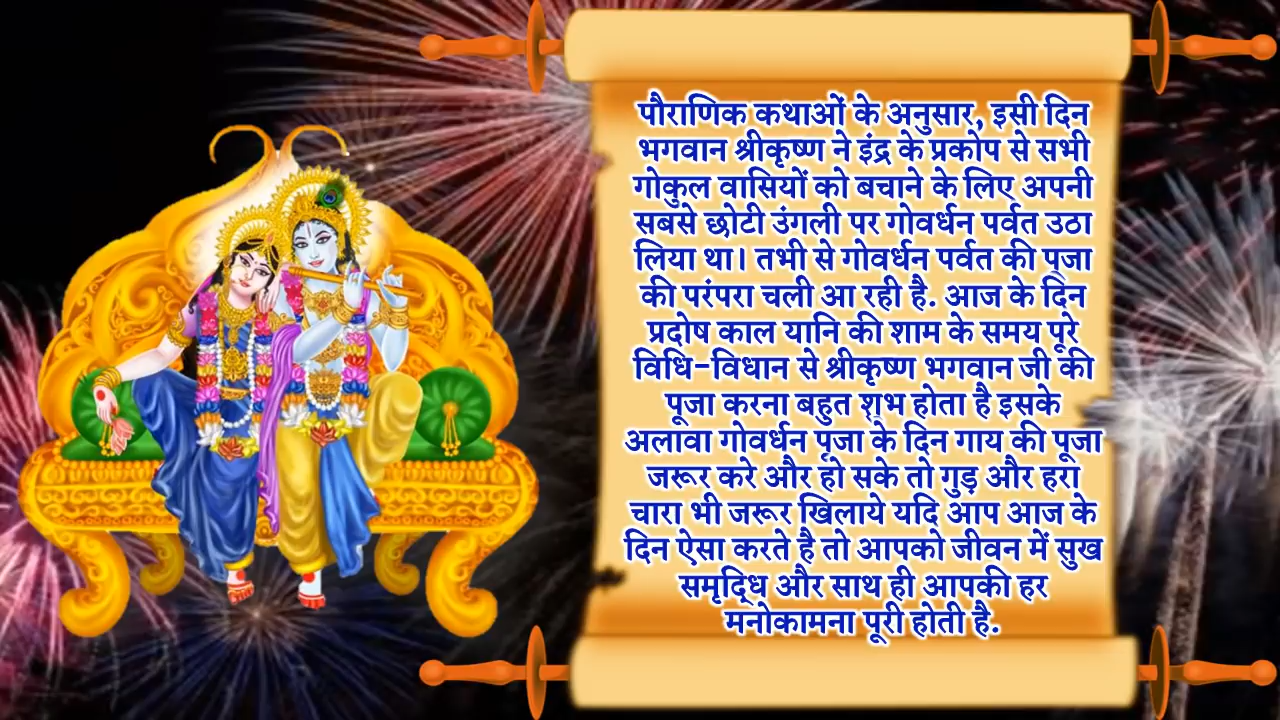 पौराणिक कथाओं के अनुसार, इसी दिन
भगवान श्रीकृष्ण ने इंद्र के प्रकोप से सभी
गोकुल वासियों को बचाने के लिए अपनी
सबसे छोटी उंगली पर गोवर्धन पर्वत उठा
लिया था। तभी से गोवर्धन पर्वत की पूजा
की परंपरा चली आ रही है. आज के दिन
प्रदोष काल यानि की शाम के समय पूरे
विधि-विधान से श्रीकृष्ण भगवान जी की
पूजा करना बहुत शुभ होता है इसके
अलावा गोवर्धन पूजा के दिन गाय की पूजा
जरूर करे और हो सके तो गुड़ और हरा
चारा भी जरूर खिलाये यदि आप आज के
दिन ऐसा करते है तो आपको जीवन में सुख
समृद्धि और साथ ही आपकी हर
मनोकामना पूरी होती है.